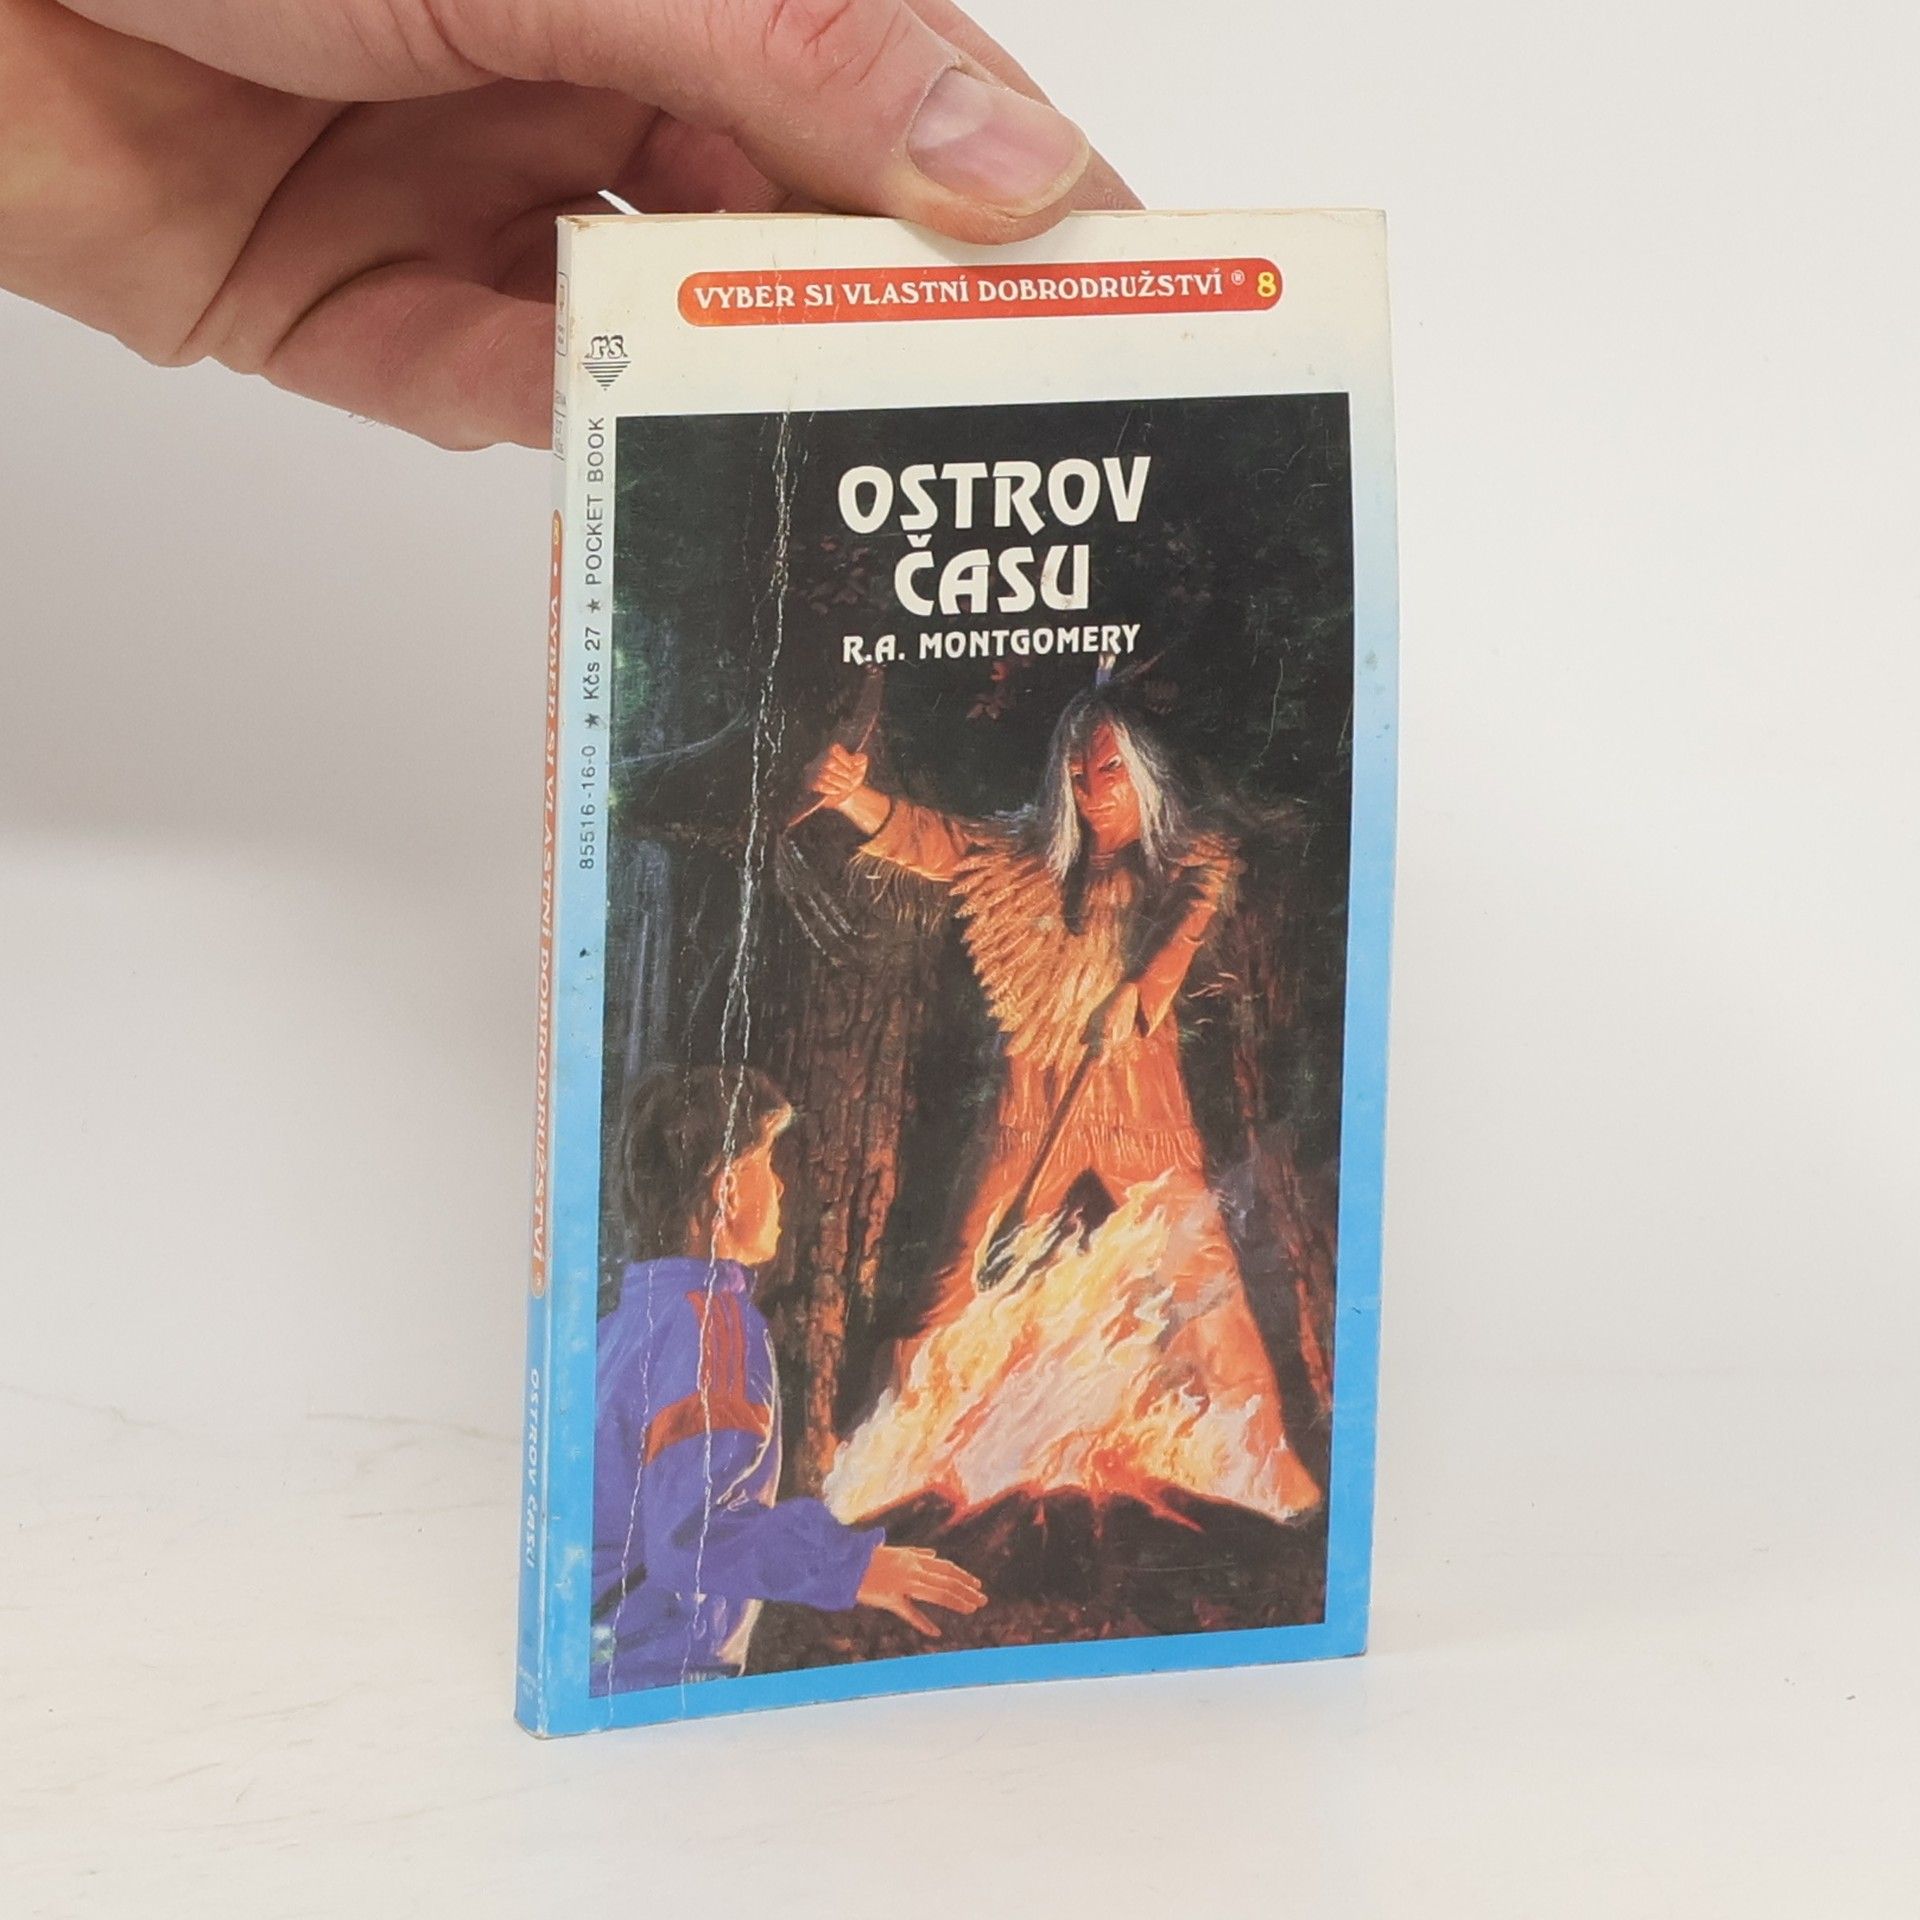 VYBER SI VLASTNÍ DOBRODRUŽSTVÍ ® 8
OSTROV
ČASU
R.A. MONTGOMERY
85516-16-0 ★ Kčs 27 ★ POCKET BOOK
8 • VYBER SI VLASTNÍ DOBRODRUŽSTVÍ ®
OSTROV ČASU